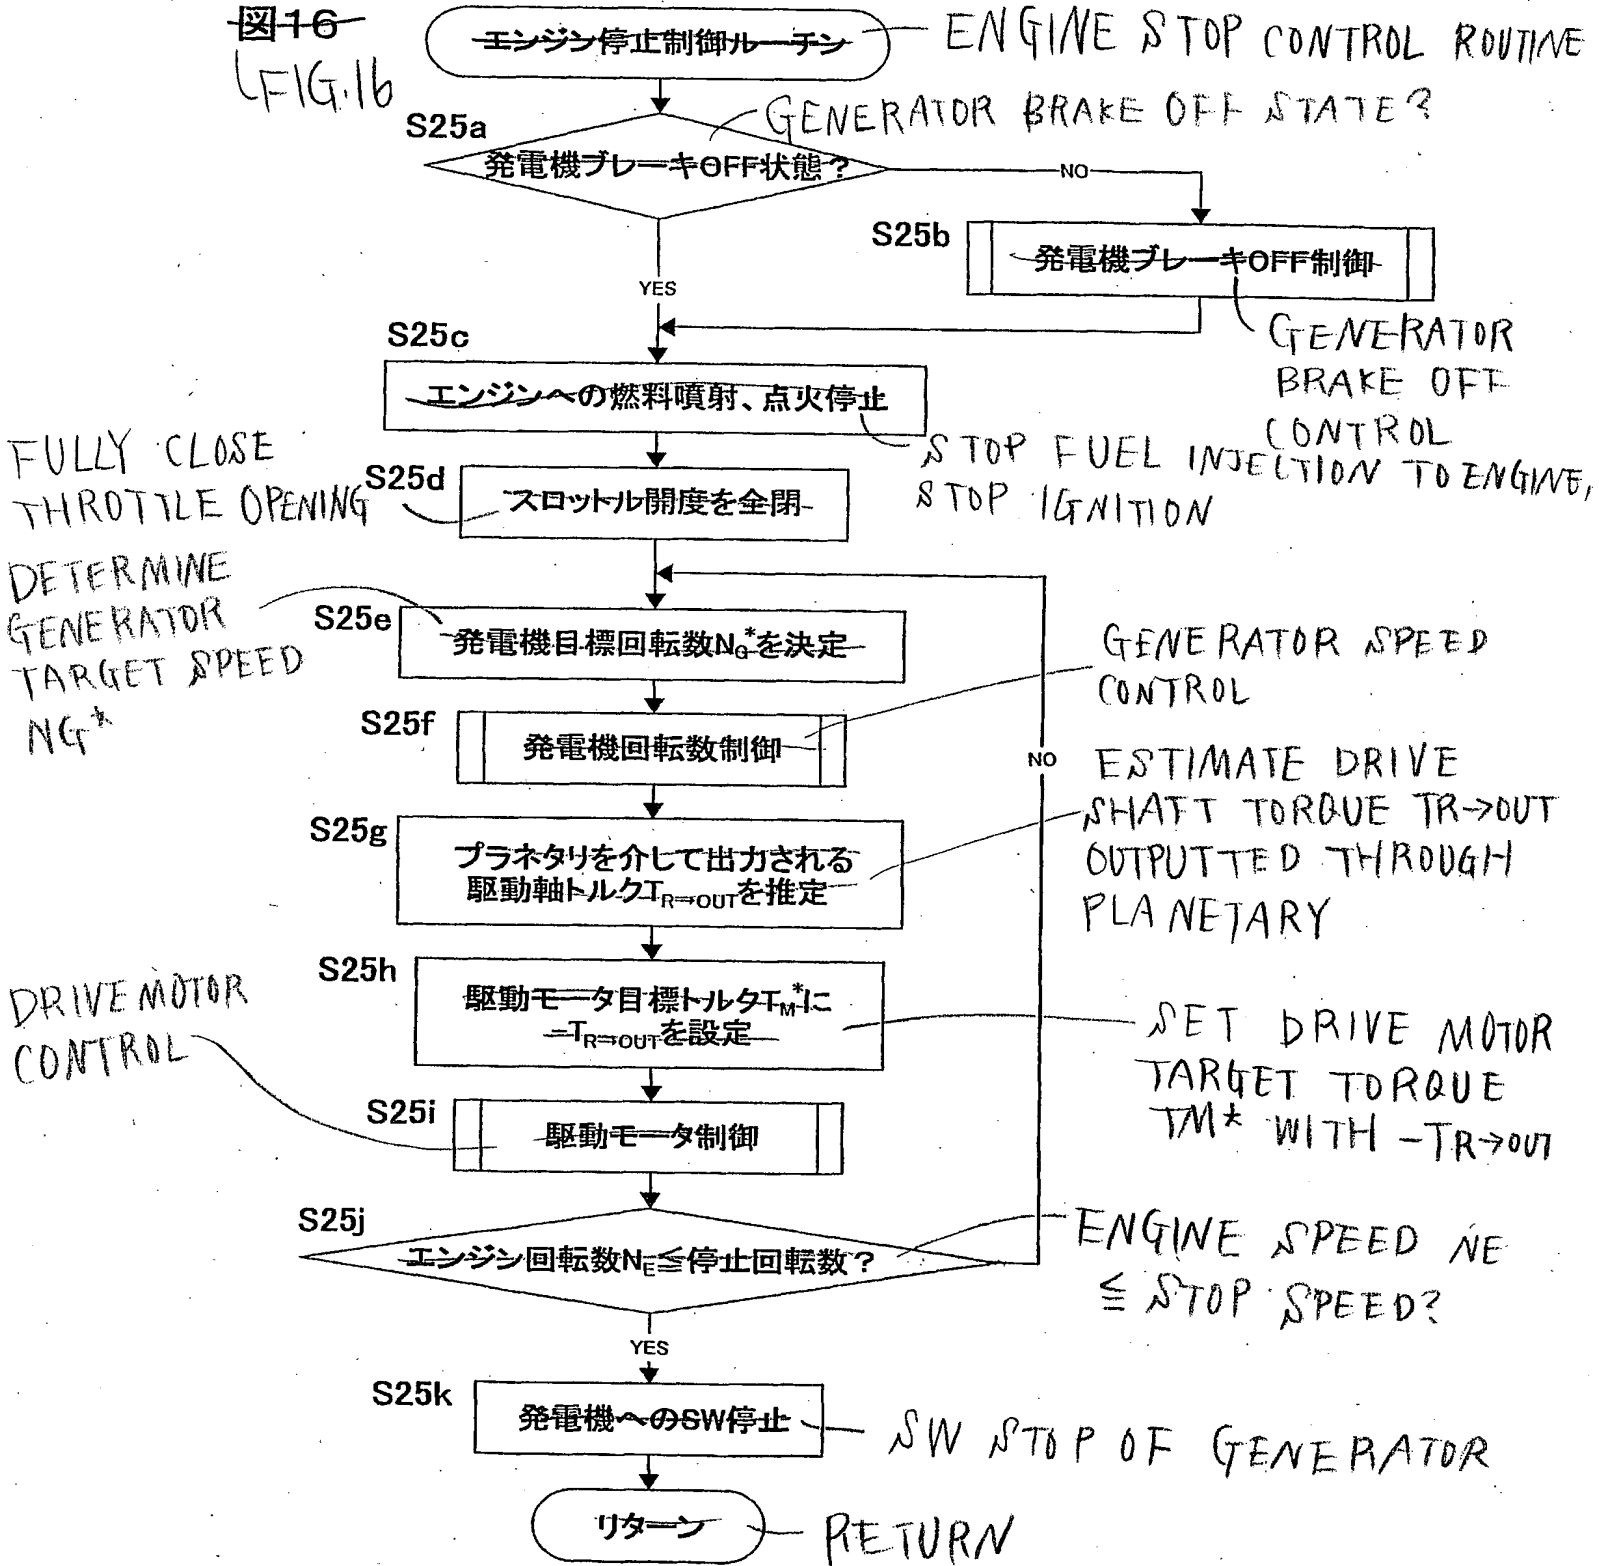 図16
FIG.16
エンジン停止制御ルーチン
ENGINE STOP CONTROL ROUTINE
S25a
発電機ブレーキOFF状態?
GENERATOR BRAKE OFF STATE?
NO
YES
S25b
発電機ブレーキOFF制御
GENERATOR
BRAKE OFF
CONTROL
S25c
エンジンへの燃料噴射、点火停止
STOP FUEL INJECTION TO ENGINE,
STOP IGNITION
FULLY CLOSE
THROTTLE OPENING
S25d
スロットル開度を全閉
DETERMINE
GENERATOR
TARGET SPEED
NG*
S25e
発電機目標回転数NG*を決定
S25f
発電機回転数制御
GENERATOR SPEED
CONTROL
NO
S25g
プラネタリを介して出力される
駆動軸トルクTR→OUTを推定
ESTIMATE DRIVE
SHAFT TORQUE TR→OUT
OUTPUTTED THROUGH
PLANETARY
S25h
駆動モータ目標トルクTM*に
−TR→OUTを設定
SET DRIVE MOTOR
TARGET TORQUE
TM* WITH −TR→OUT
DRIVE MOTOR
CONTROL
S25i
駆動モータ制御
S25j
エンジン回転数NE≦停止回転数?
ENGINE SPEED NE
≦ STOP SPEED?
YES
S25k
発電機へのSW停止
SW STOP OF GENERATOR
リターン
RETURN